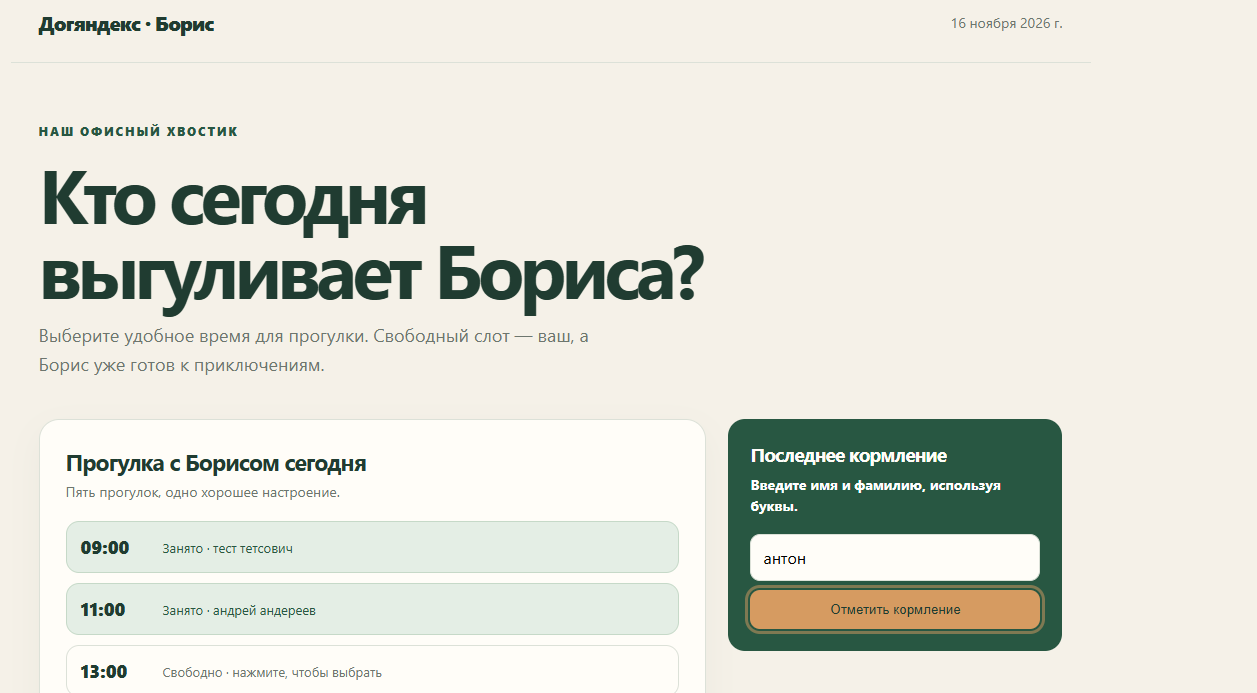 Догяндекс · Борис
16 ноября 2026 г.
НАШ ОФИСНЫЙ ХВОСТИК
Кто сегодня
выгуливает Бориса?
Выберите удобное время для прогулки. Свободный слот — ваш, а
Борис уже готов к приключениям.
Прогулка с Борисом сегодня
Пять прогулок, одно хорошее настроение.
09:00 Занято · тест тетсович
11:00 Занято · андрей андереев
13:00 Свободно · нажмите, чтобы выбрать
Последнее кормление
Введите имя и фамилию, используя
буквы.
антон
Отметить кормление